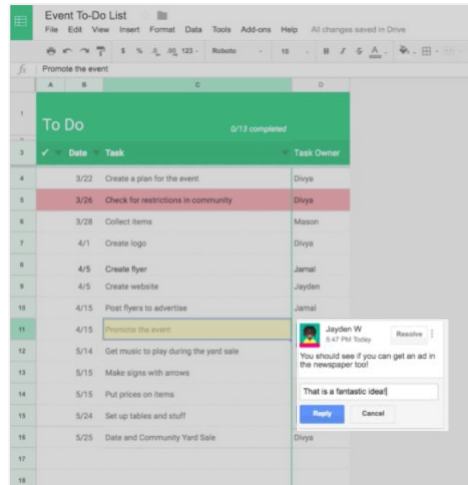 Event To-Do List
File Edit View Insert Format Data Tools Add-ons Help All changes saved in Drive
$ % .0 .00 123 Roboto 10 B I S A
fx Promote the event
A B C D
1 To Do 0/13 completed
3 ✓ Date Task Task Owner
4 3/22 Create a plan for the event Divya
5 3/26 Check for restrictions in community Divya
6 3/28 Collect items Mason
7 4/1 Create logo Divya
8 4/5 Create flyer Jamal
9 4/5 Create website Jayden
10 4/15 Post flyers to advertise Jamal
11 4/15 Promote the event
12 5/14 Get music to play during the yard sale
13 5/15 Make signs with arrows
14 5/15 Put prices on items
15 5/24 Set up tables and stuff
16 5/25 Date and Community Yard Sale Divya
17
18
Jayden W
5:47 PM Today
Resolve
You should see if you can get an ad in
the newspaper too!
That is a fantastic idea!
Reply Cancel